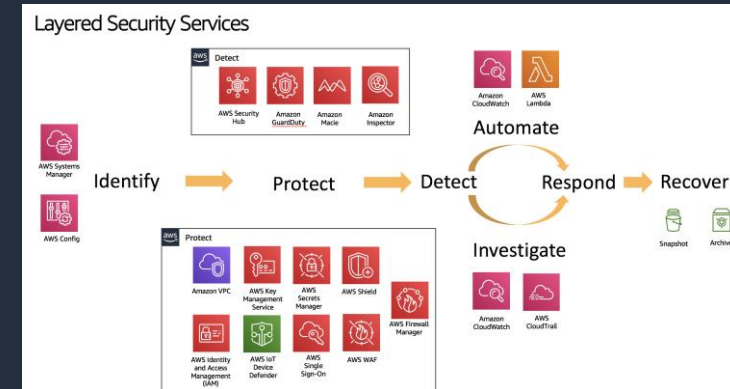 Layered Security Services
aws
Detect
AWS Security
Hub
Amazon
GuardDuty
Amazon
Macie
Amazon
Inspector
Amazon
CloudWatch
AWS
Lambda
Automate
AWS Systems
Manager
AWS Config
Identify
Protect
Detect
Respond
Recover
Snapshot
Archive
aws
Protect
Amazon VPC
AWS Key
Management
Service
AWS
Secrets
Manager
AWS Shield
AWS Firewall
Manager
AWS Identity
and Access
Management
(IAM)
AWS IoT
Device
Defender
AWS
Single
Sign-On
AWS WAF
Investigate
Amazon
CloudWatch
AWS
CloudTrail